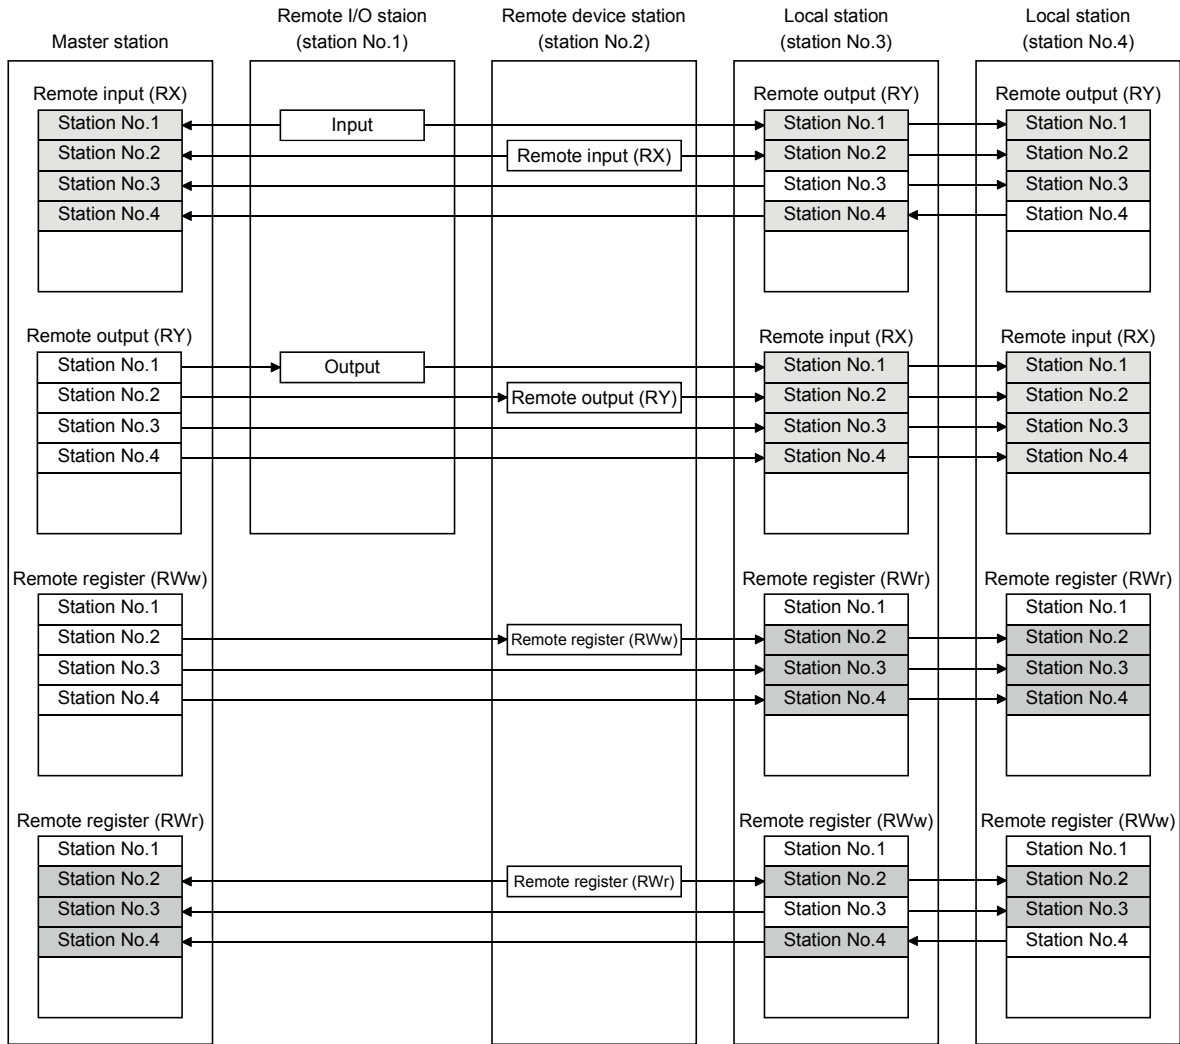 Master station
Remote I/O staion
(station No.1)
Remote device station
(station No.2)
Local station
(station No.3)
Local station
(station No.4)
Remote input (RX)
Station No.1
Station No.2
Station No.3
Station No.4
Input
Remote input (RX)
Remote output (RY)
Station No.1
Station No.2
Station No.3
Station No.4
Remote output (RY)
Station No.1
Station No.2
Station No.3
Station No.4
Remote output (RY)
Station No.1
Station No.2
Station No.3
Station No.4
Output
Remote output (RY)
Remote input (RX)
Station No.1
Station No.2
Station No.3
Station No.4
Remote input (RX)
Station No.1
Station No.2
Station No.3
Station No.4
Remote register (RWw)
Station No.1
Station No.2
Station No.3
Station No.4
Remote register (RWw)
Remote register (RWr)
Station No.1
Station No.2
Station No.3
Station No.4
Remote register (RWr)
Station No.1
Station No.2
Station No.3
Station No.4
Remote register (RWr)
Station No.1
Station No.2
Station No.3
Station No.4
Remote register (RWr)
Remote register (RWw)
Station No.1
Station No.2
Station No.3
Station No.4
Remote register (RWw)
Station No.1
Station No.2
Station No.3
Station No.4